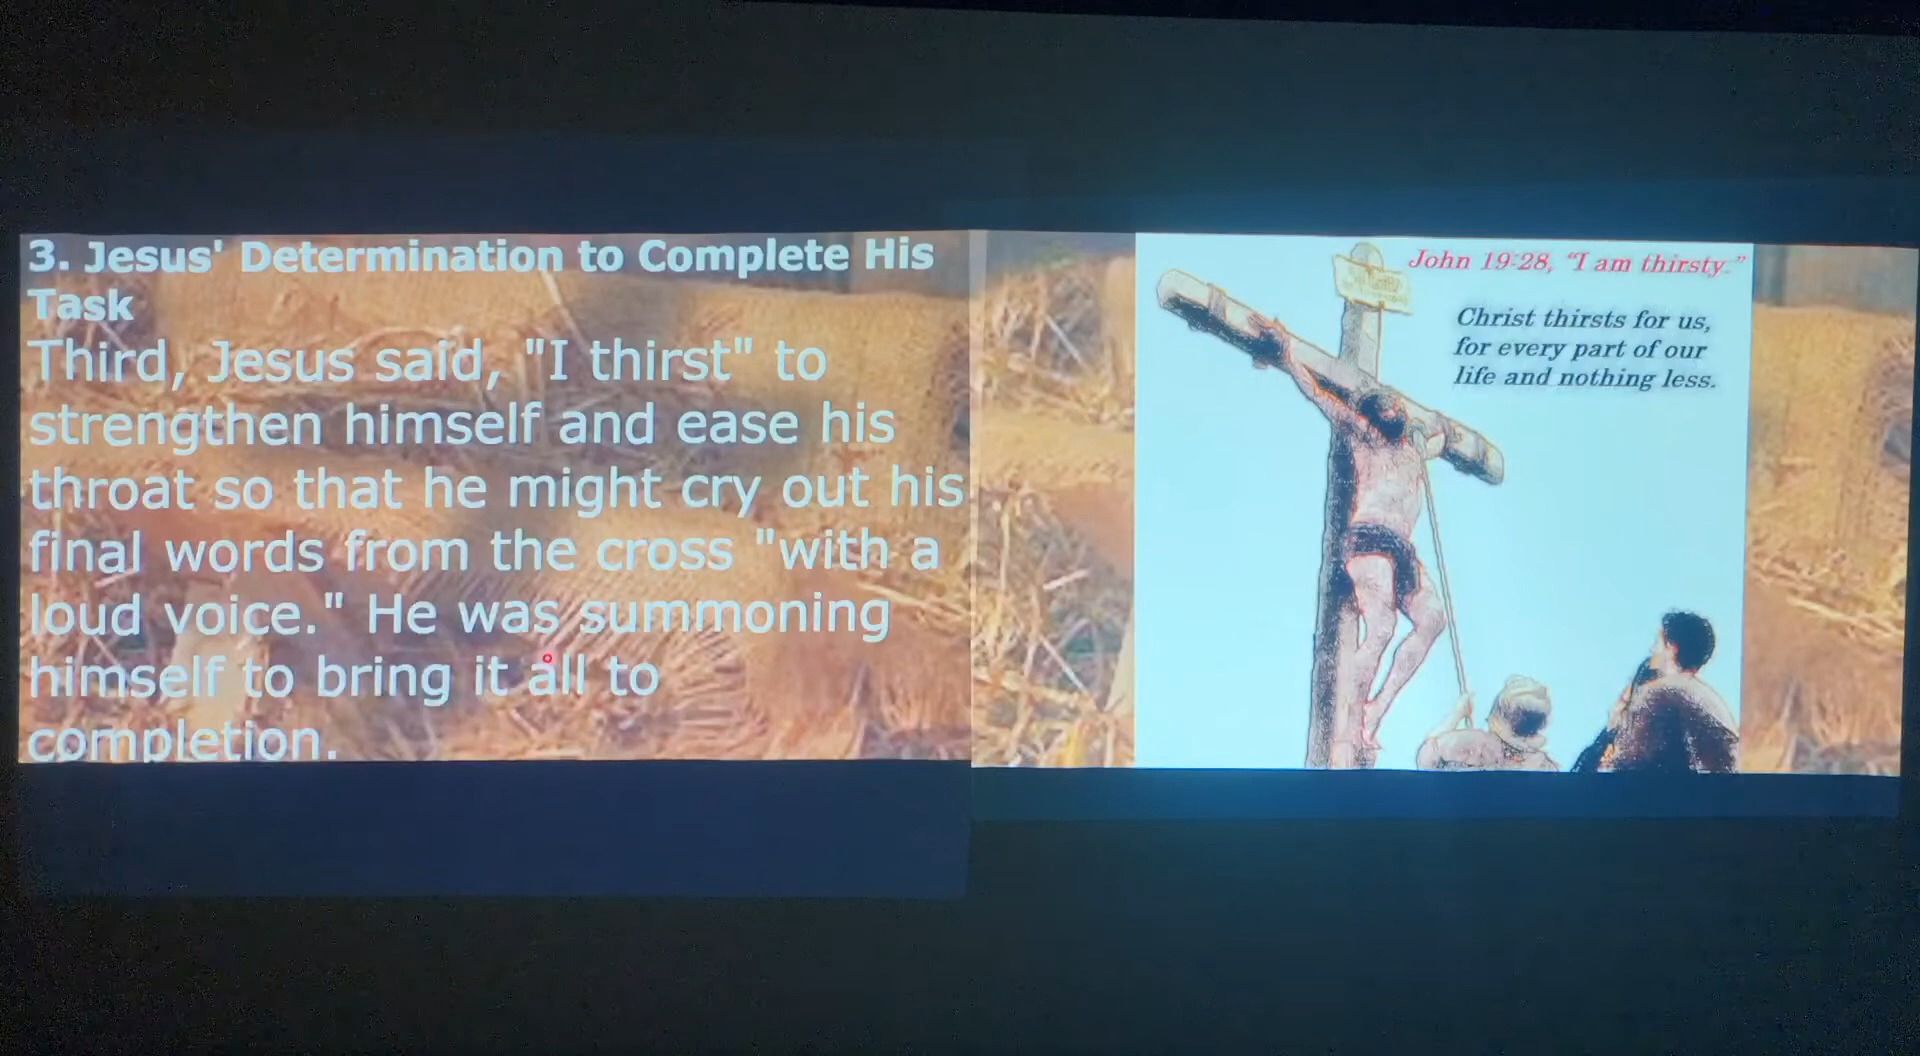 3. Jesus' Determination to Complete His
Task
Third, Jesus said, "I thirst" to
strengthen himself and ease his
throat so that he might cry out his
final words from the cross "with a
loud voice." He was summoning
himself to bring it all to
completion.
John 19:28, “I am thirsty.”
Christ thirsts for us,
for every part of our
life and nothing less.